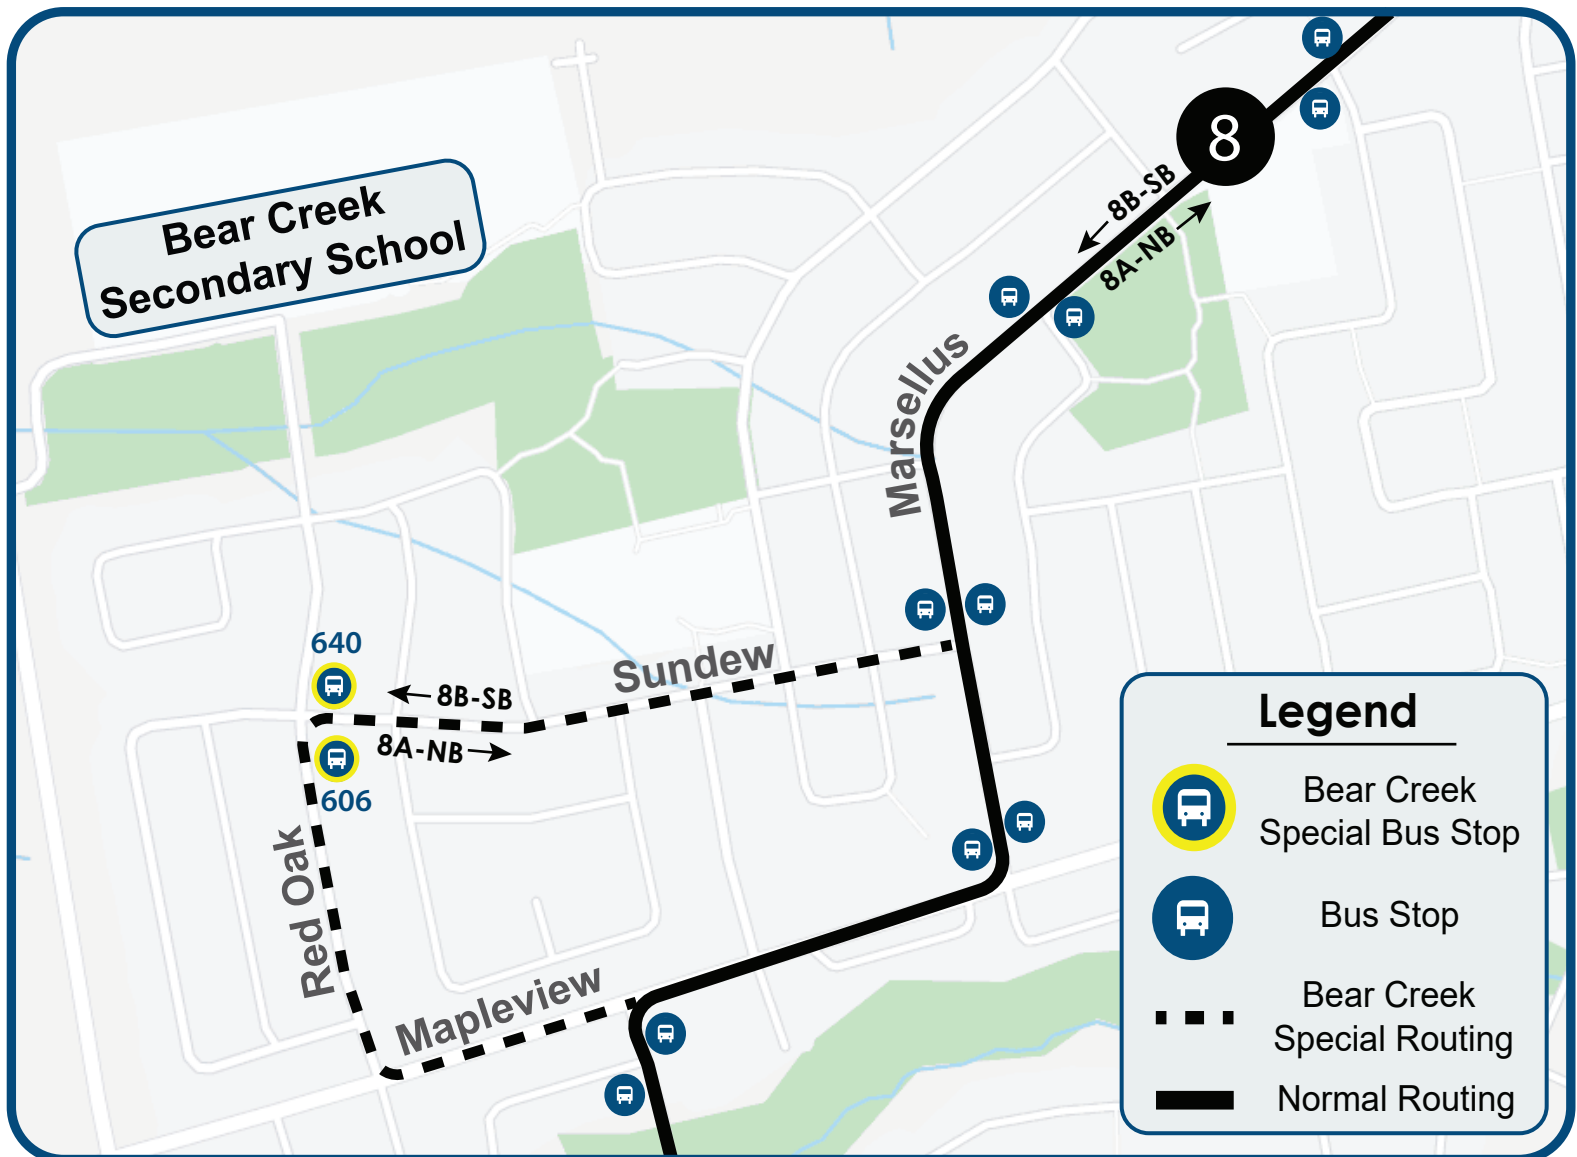 8
8B-SB
8A-NB
Bear Creek
Secondary School
Marsellus
640
8B-SB
Sundew
8A-NB
606
Red Oak
Mapleview
Legend
Bear Creek
Special Bus Stop
Bus Stop
Bear Creek
Special Routing
Normal Routing